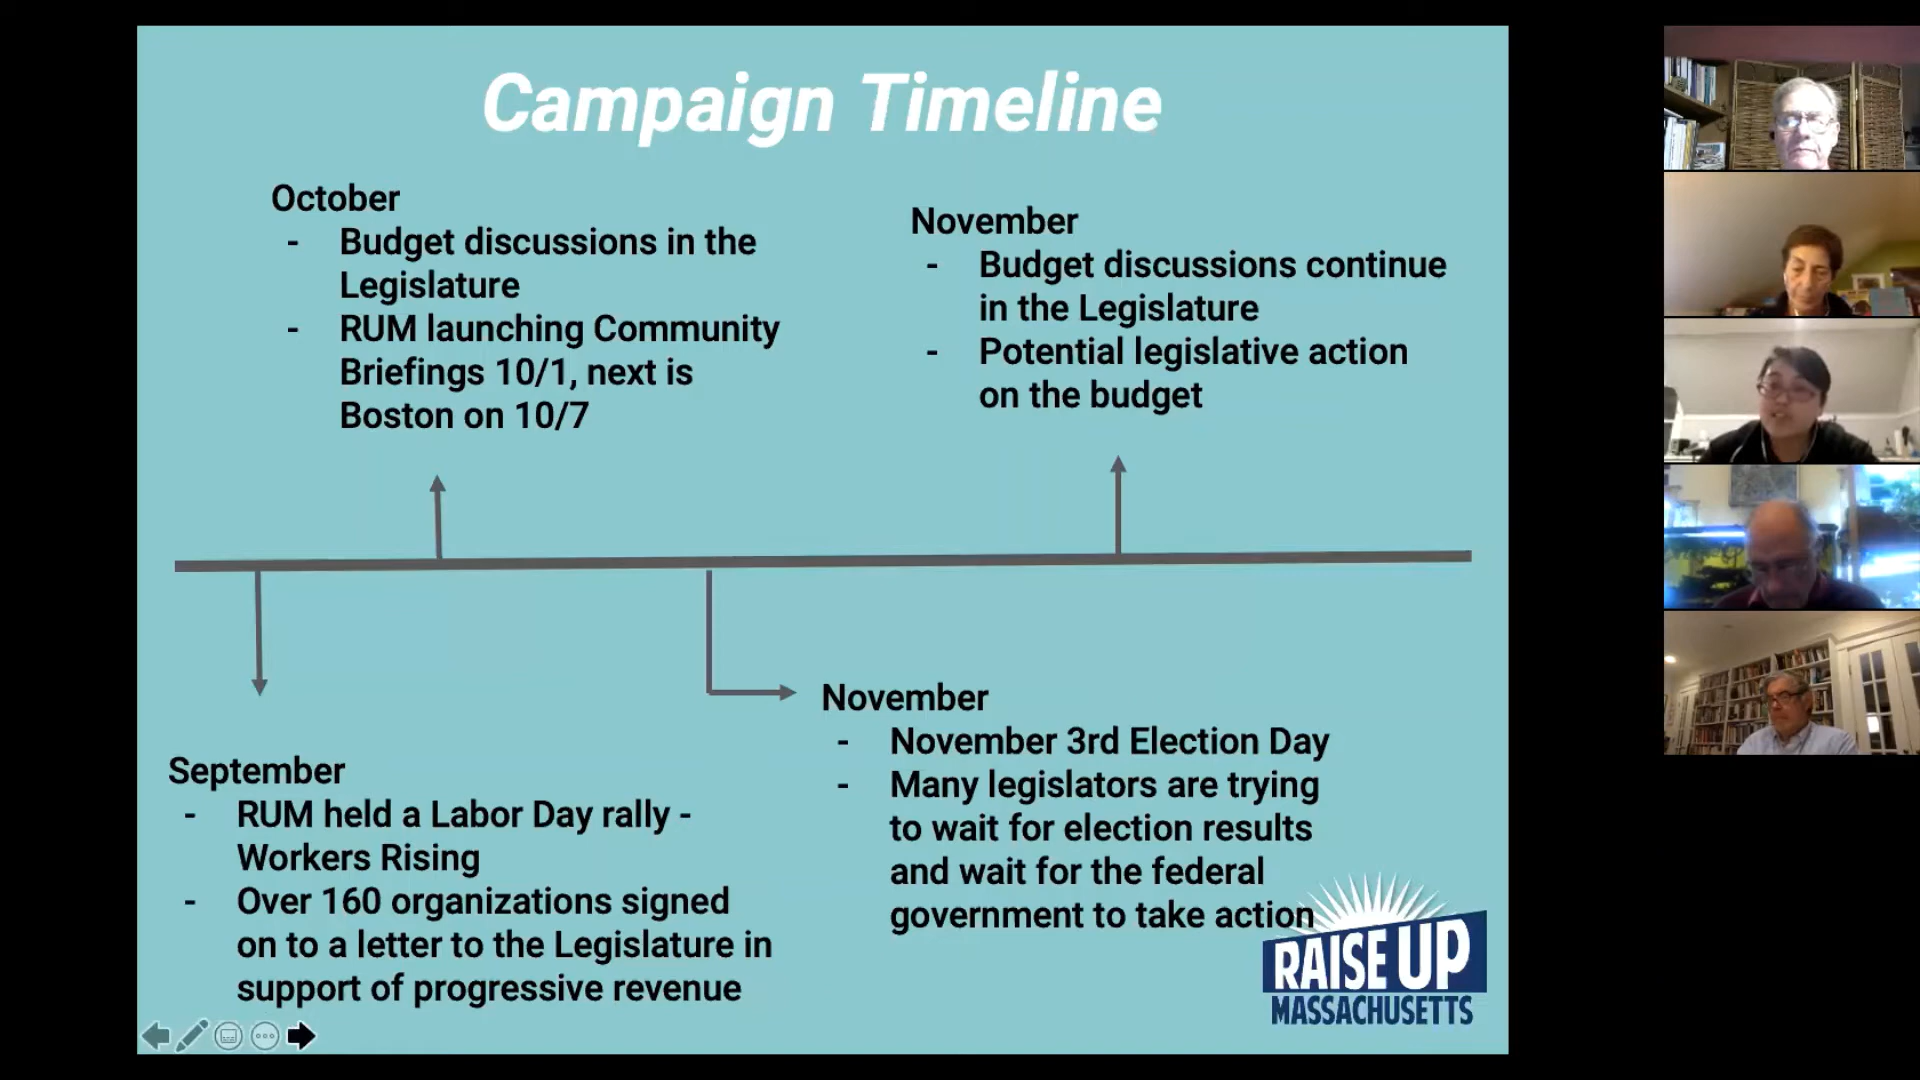 Campaign Timeline
October
- Budget discussions in the
Legislature
- RUM launching Community
Briefings 10/1, next is
Boston on 10/7
November
- Budget discussions continue
in the Legislature
- Potential legislative action
on the budget
September
- RUM held a Labor Day rally -
Workers Rising
- Over 160 organizations signed
on to a letter to the Legislature in
support of progressive revenue
November
- November 3rd Election Day
- Many legislators are trying
to wait for election results
and wait for the federal
government to take action
RAISE UP
MASSACHUSETTS